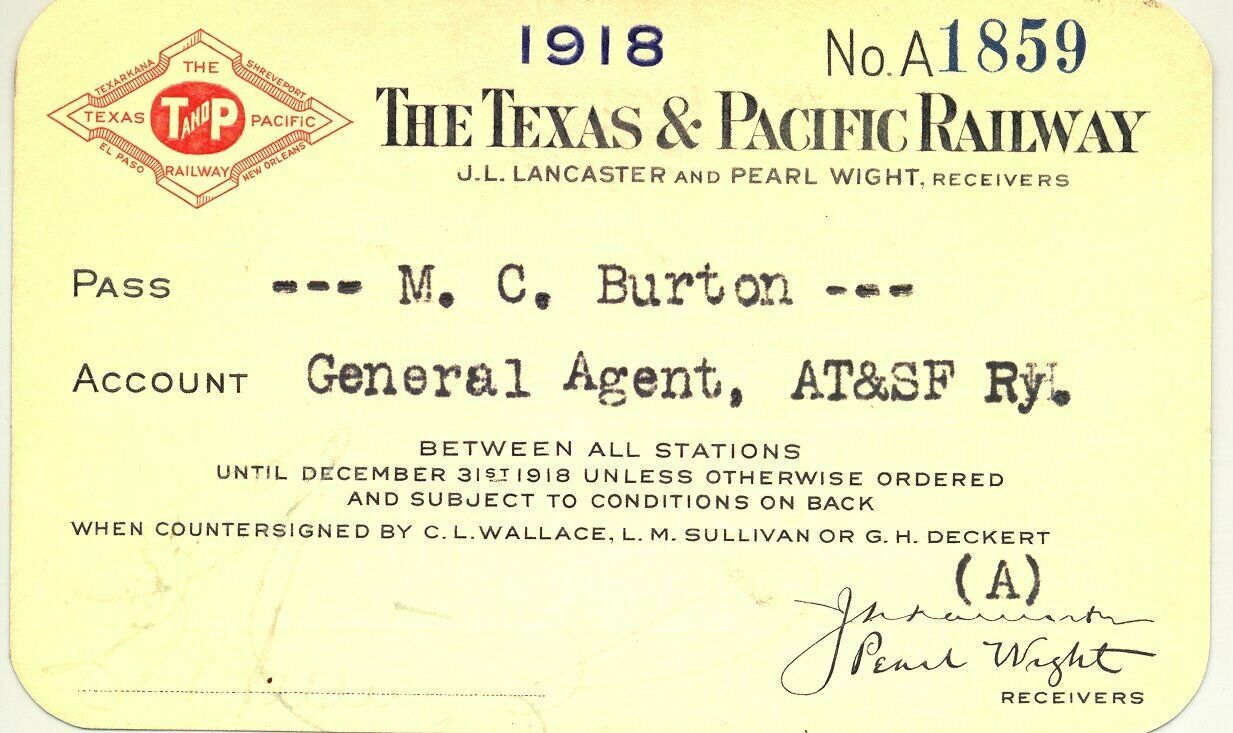 1918
No. A1859
TEXARKANA THE SHREVEPORT
TEXAS T AND P PACIFIC
EL PASO RAILWAY NEW ORLEANS
THE TEXAS & PACIFIC RAILWAY
J.L. LANCASTER AND PEARL WIGHT, RECEIVERS
PASS --- M. C. Burton ---
ACCOUNT General Agent, AT&SF Ry.
BETWEEN ALL STATIONS
UNTIL DECEMBER 31ST 1918 UNLESS OTHERWISE ORDERED
AND SUBJECT TO CONDITIONS ON BACK
WHEN COUNTERSIGNED BY C. L. WALLACE, L. M. SULLIVAN OR G. H. DECKERT
(A)
Pearl Wight
RECEIVERS